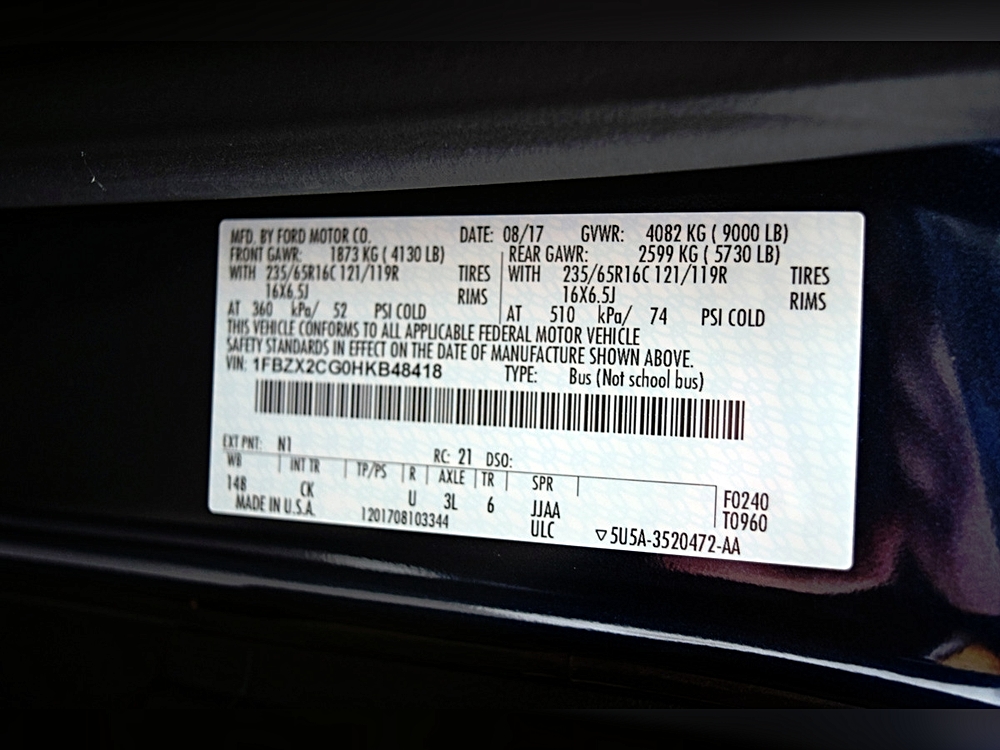 MFD. BY FORD MOTOR CO. DATE: 08/17 GVWR: 4082 KG ( 9000 LB)
FRONT GAWR: 1873 KG ( 4130 LB) REAR GAWR: 2599 KG ( 5730 LB)
WITH 235/65R16C 121/119R TIRES WITH 235/65R16C 121/119R TIRES
16X6.5J RIMS 16X6.5J RIMS
AT 360 kPa/ 52 PSI COLD AT 510 kPa/ 74 PSI COLD
THIS VEHICLE CONFORMS TO ALL APPLICABLE FEDERAL MOTOR VEHICLE
SAFETY STANDARDS IN EFFECT ON THE DATE OF MANUFACTURE SHOWN ABOVE.
VIN: 1FBZX2CG0HKB48418 TYPE: Bus (Not school bus)
EXT PNT: N1 RC: 21 DSO:
WB INT TR TP/PS R AXLE TR SPR
148 CK U 3L 6 JJAA F0240
MADE IN U.S.A. 1201708103344 ULC T0960
▽5U5A-3520472-AA